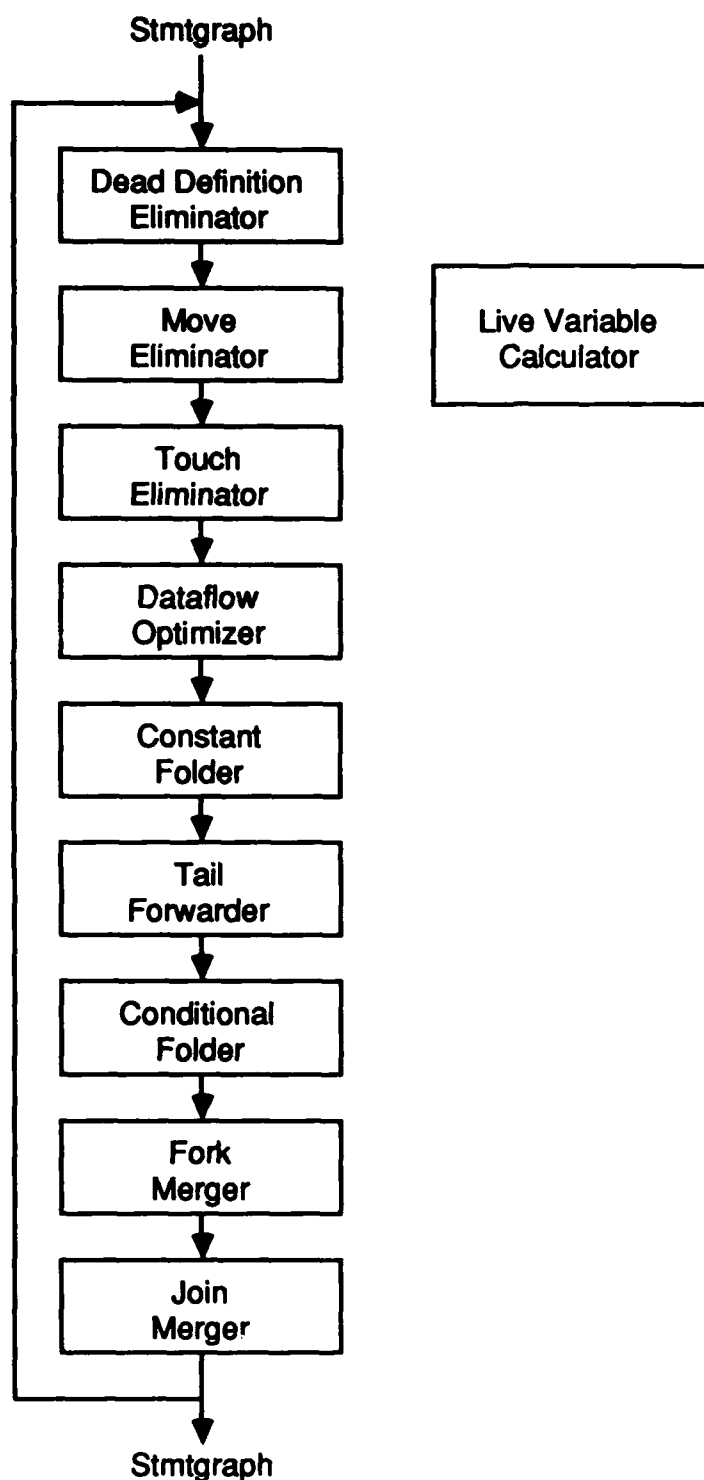 Stmtgraph
Dead Definition
Eliminator
Move
Eliminator
Live Variable
Calculator
Touch
Eliminator
Dataflow
Optimizer
Constant
Folder
Tail
Forwarder
Conditional
Folder
Fork
Merger
Join
Merger
Stmtgraph